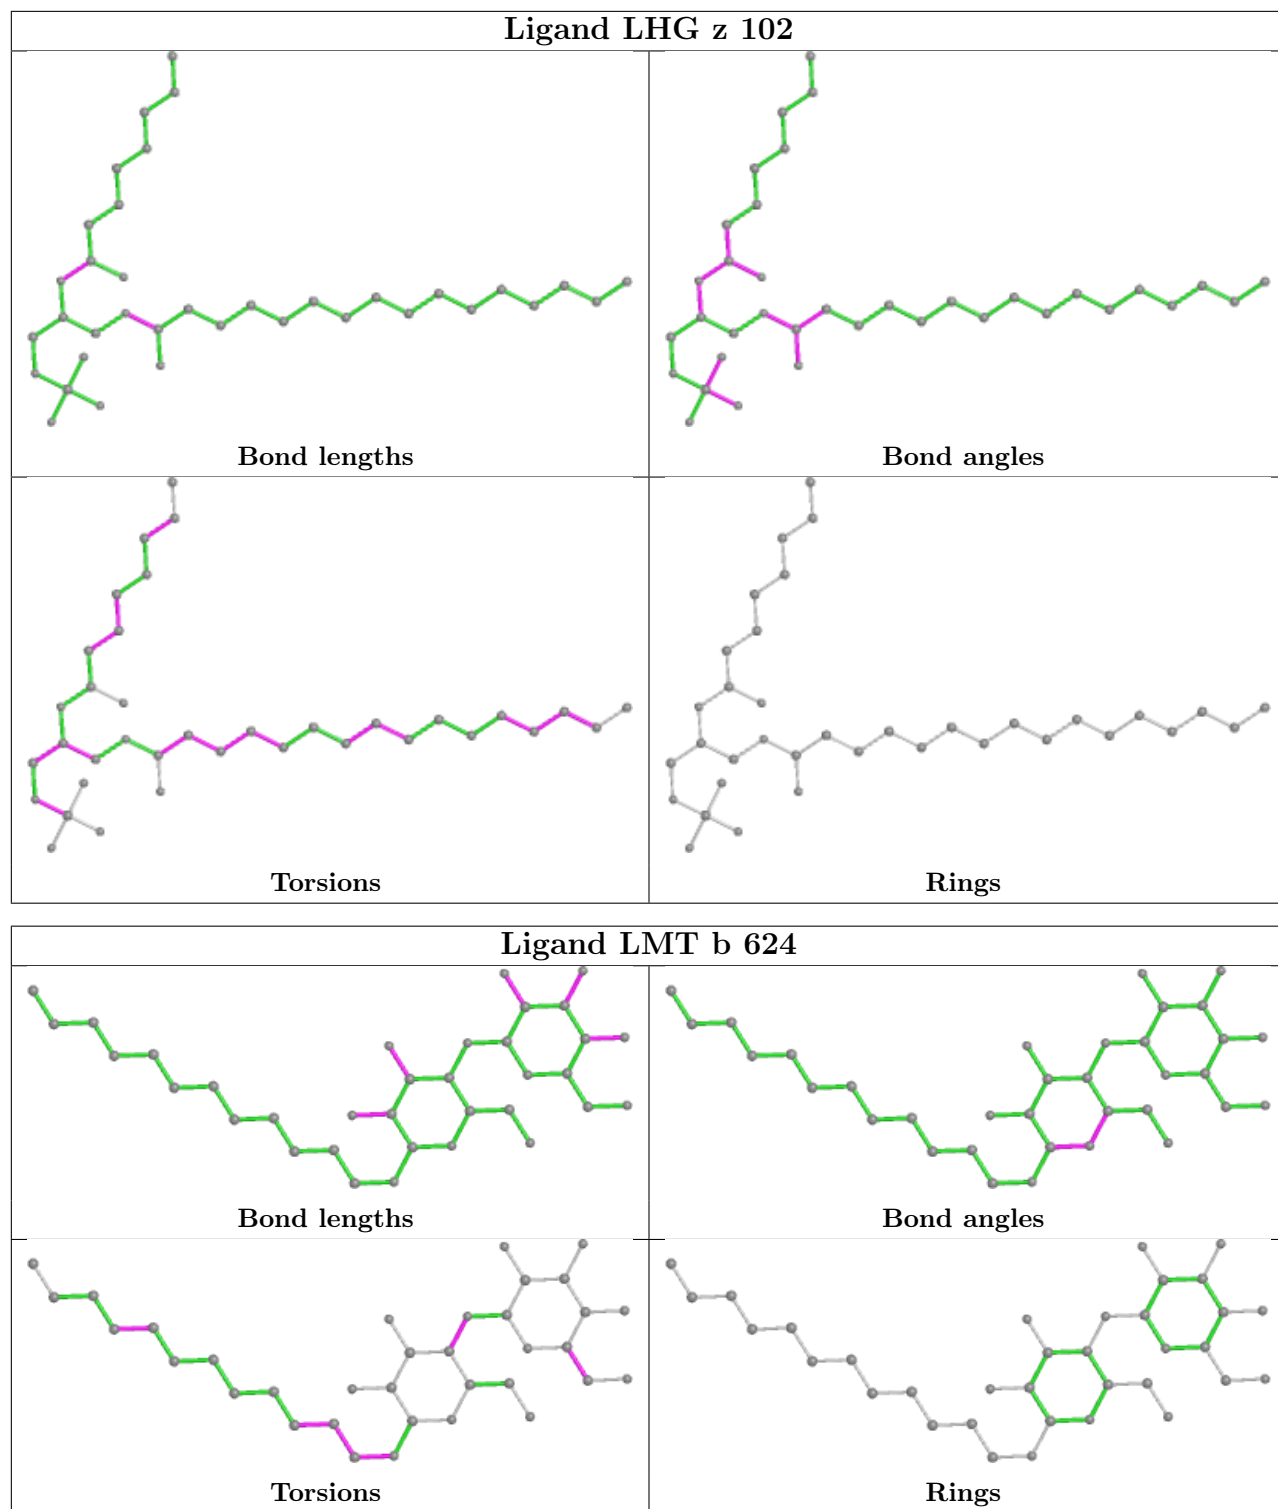 Ligand LHG z 102
Bond lengths
Bond angles
Torsions
Rings
Ligand LMT b 624
Bond lengths
Bond angles
Torsions
Rings